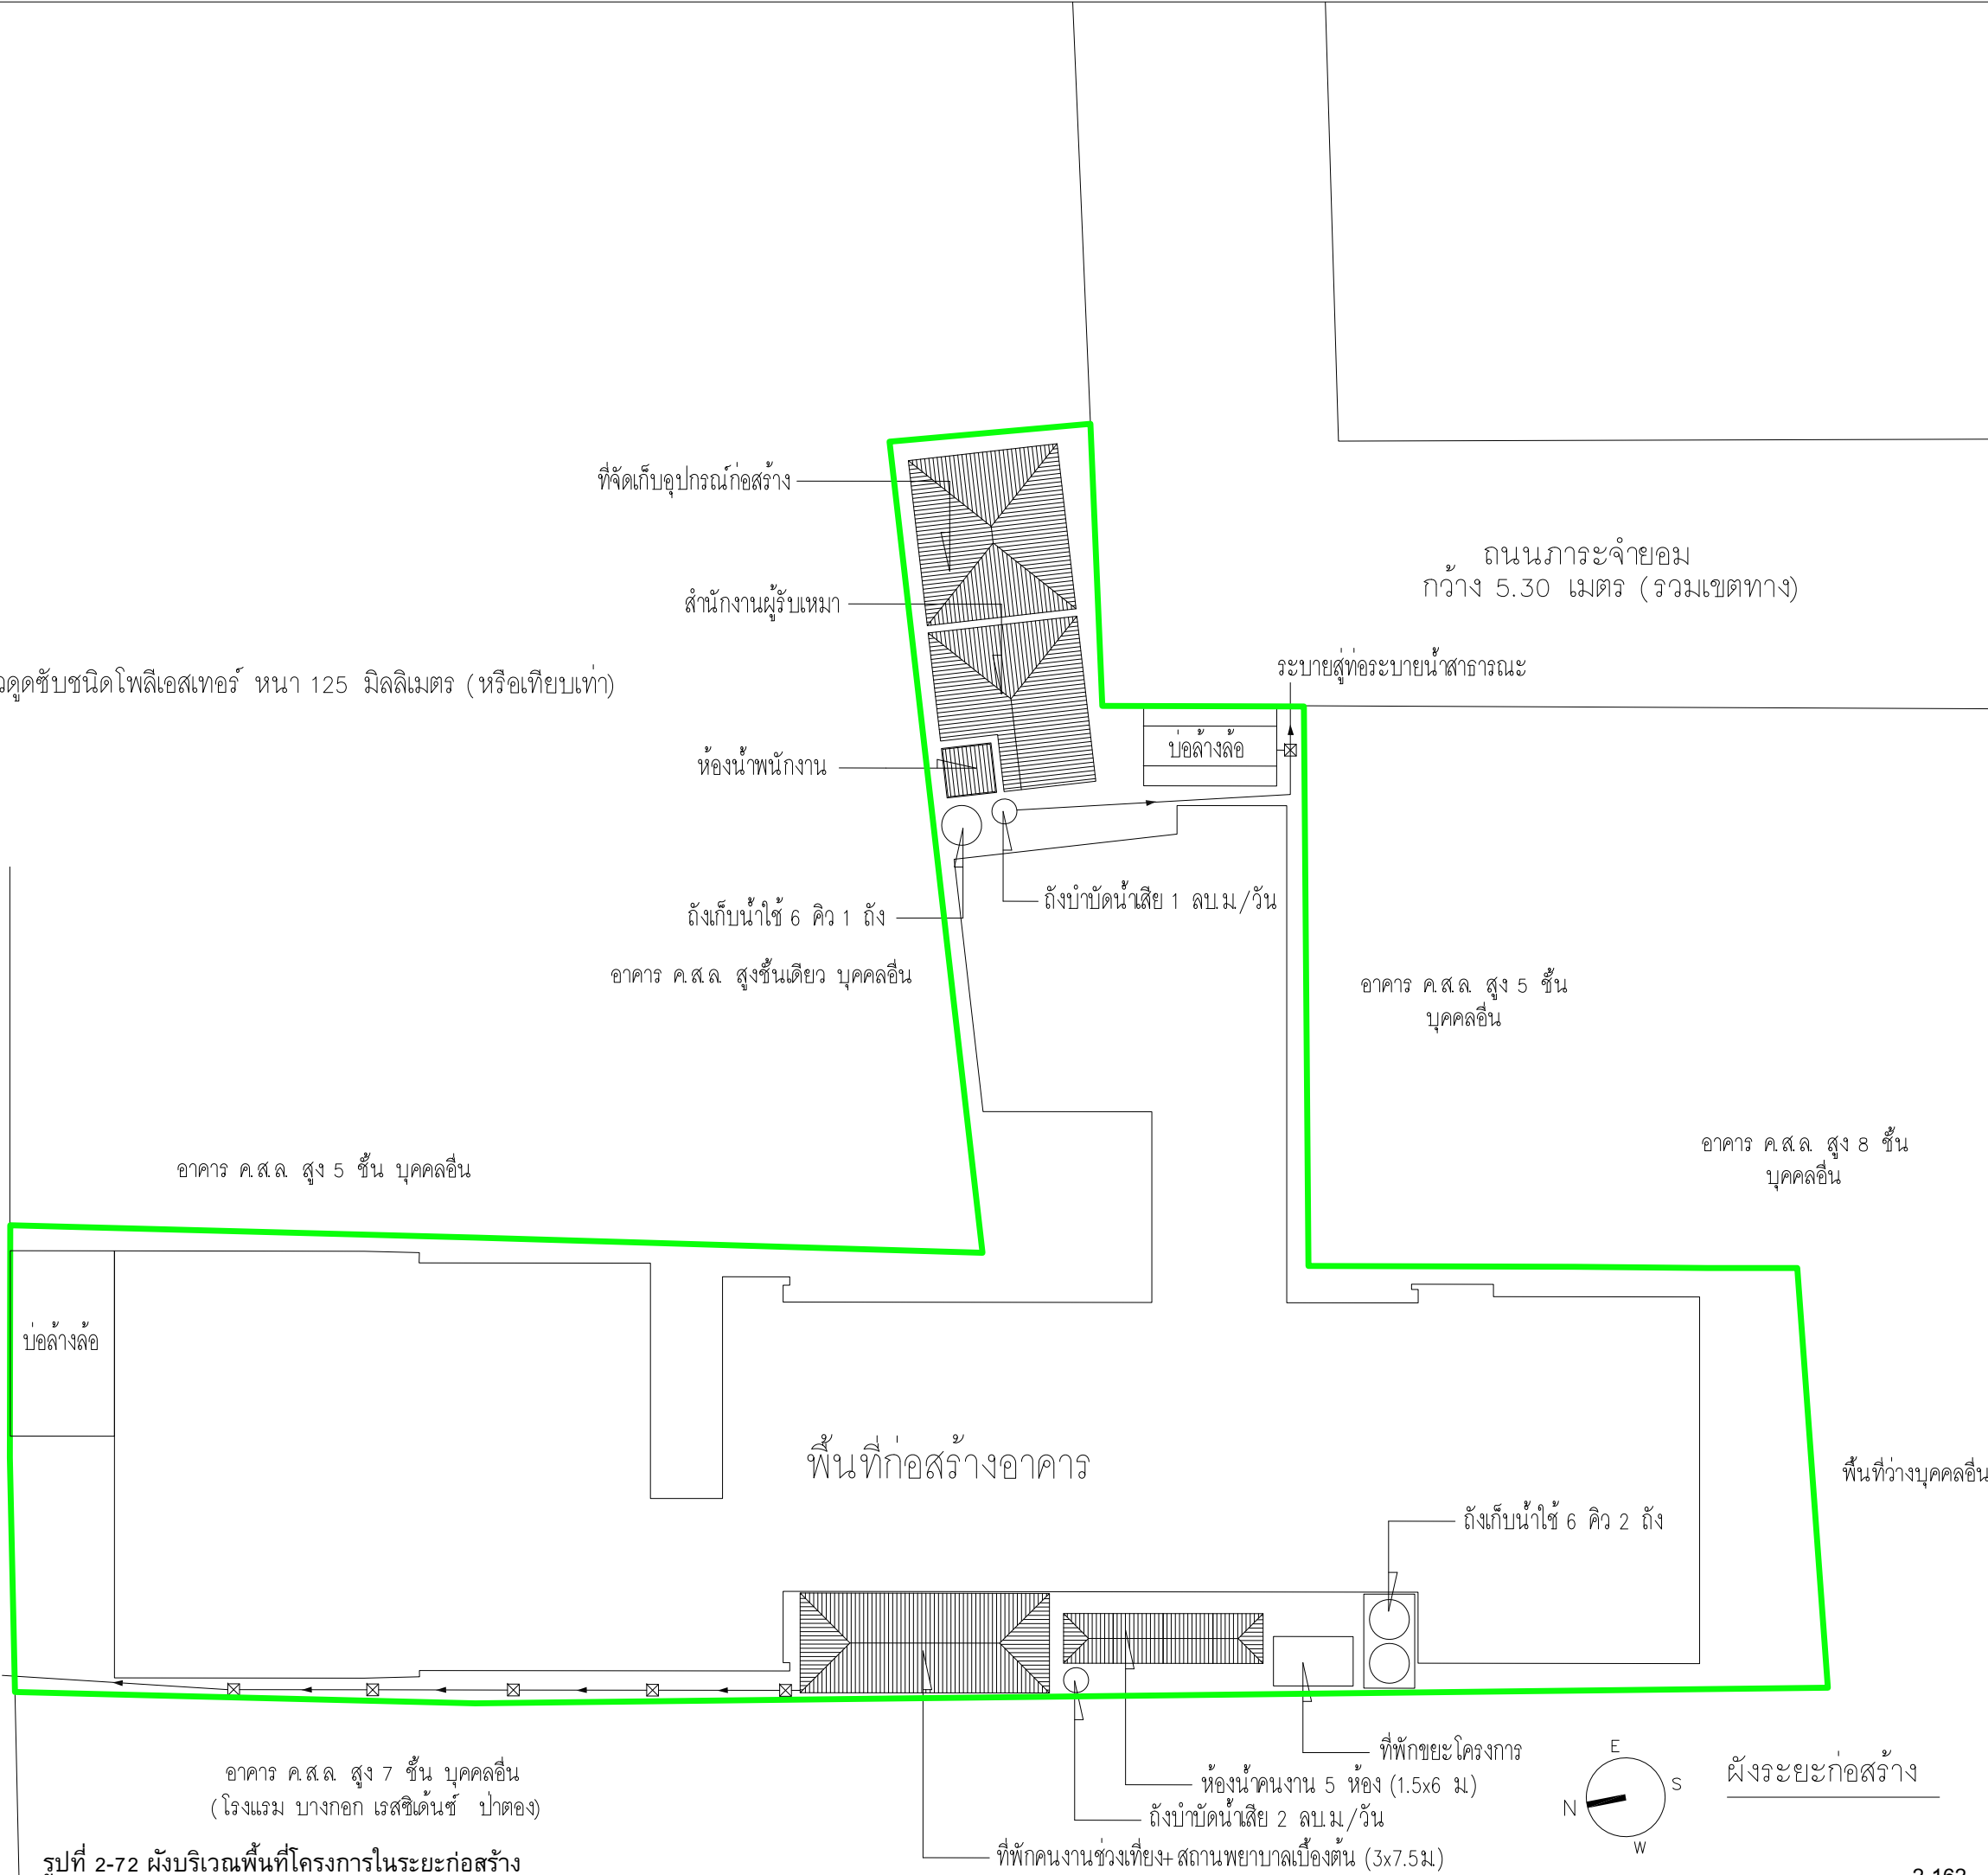 ที่จัดเก็บอุปกรณ์ก่อสร้าง
ถนนภาระจำยอม
กว้าง 5.30 เมตร (รวมเขตทาง)
สำนักงานผู้รับเหมา
ระบายสู่ท่อระบายน้ำสาธารณะ
ดูดซับชนิดโพลีเอสเทอร์ หนา 125 มิลลิเมตร (หรือเทียบเท่า)
บ่อล้างล้อ
ห้องน้ำพนักงาน
ถังบำบัดน้ำเสีย 1 ลบ.ม./วัน
ถังเก็บน้ำใช้ 6 คิว 1 ถัง
อาคาร ค.ส.ล. สูงชั้นเดียว บุคคลอื่น
อาคาร ค.ส.ล. สูง 5 ชั้น
บุคคลอื่น
อาคาร ค.ส.ล. สูง 8 ชั้น
บุคคลอื่น
อาคาร ค.ส.ล. สูง 5 ชั้น บุคคลอื่น
บ่อล้างล้อ
พื้นที่ก่อสร้างอาคาร
พื้นที่ว่างบุคคลอื่น
ถังเก็บน้ำใช้ 6 คิว 2 ถัง
ที่พักขยะโครงการ
ห้องน้ำคนงาน 5 ห้อง (1.5x6 ม.)
ถังบำบัดน้ำเสีย 2 ลบ.ม./วัน
ที่พักคนงานช่วงเที่ยง+สถานพยาบาลเบื้องต้น (3x7.5ม.)
อาคาร ค.ส.ล. สูง 7 ชั้น บุคคลอื่น
(โรงแรม บางกอก เรสซิเด้นซ์ ป่าตอง)
E
S
N
W
ผังระยะก่อสร้าง
รูปที่ 2-72 ผังบริเวณพื้นที่โครงการในระยะก่อสร้าง
2-162